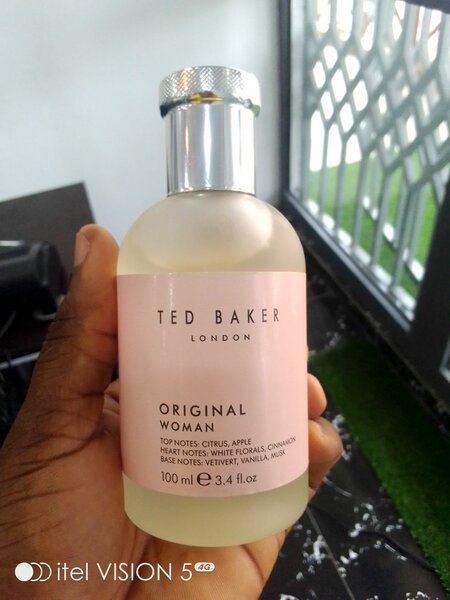 TED BAKER
LONDON
ORIGINAL
WOMAN
TOP NOTES: CITRUS, APPLE
HEART NOTES: WHITE FLORALS, CINNAMON
BASE NOTES: VETIVERT, VANILLA, MUSK
100 ml ℮ 3.4 fl.oz
itel VISION 5 4G